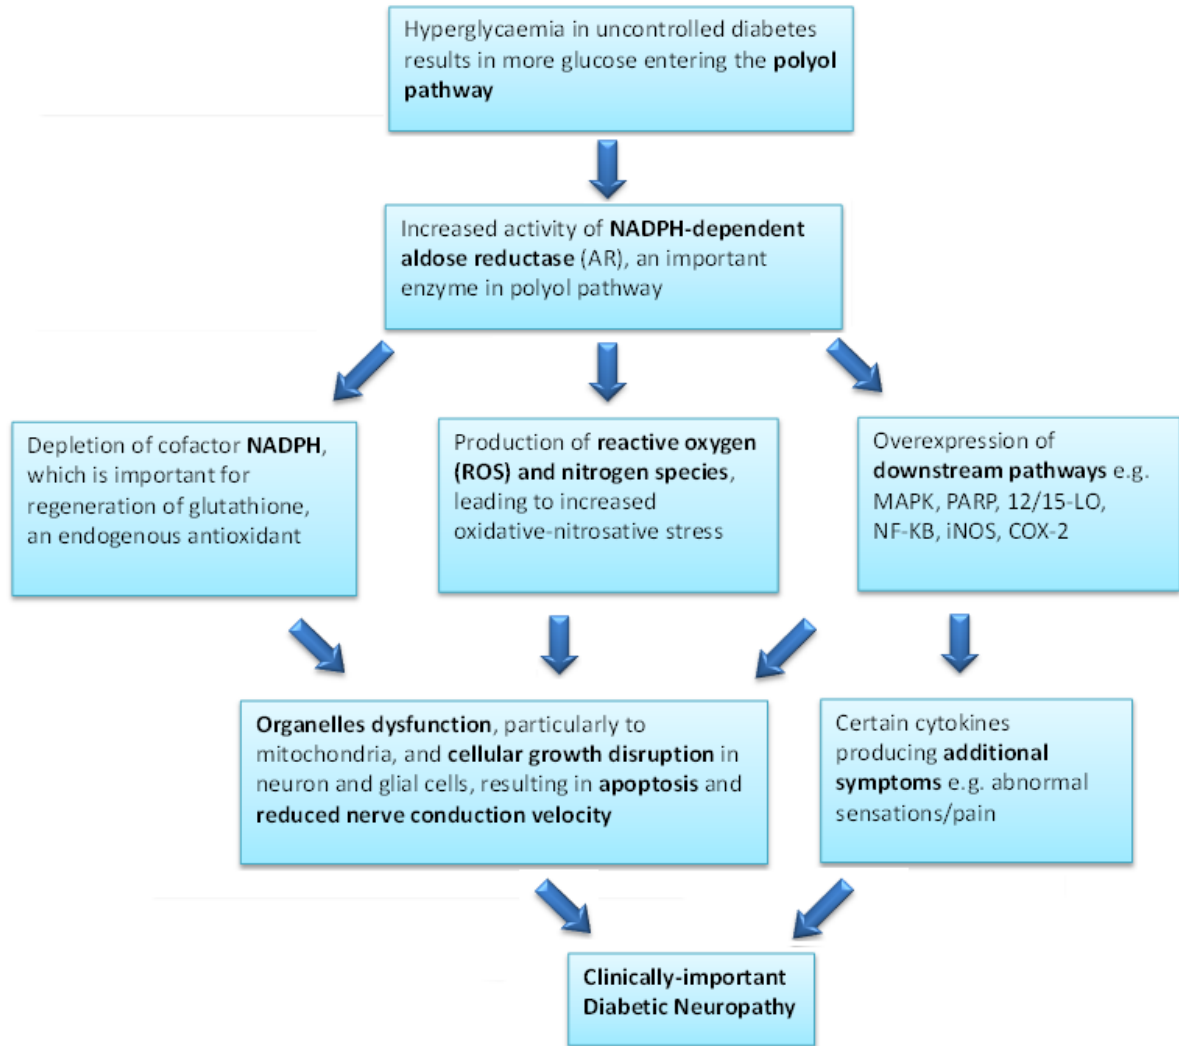 Hyperglycaemia in uncontrolled diabetes
results in more glucose entering the polyol
pathway
Increased activity of NADPH-dependent
aldose reductase (AR), an important
enzyme in polyol pathway
Depletion of cofactor NADPH,
which is important for
regeneration of glutathione,
an endogenous antioxidant
Production of reactive oxygen
(ROS) and nitrogen species,
leading to increased
oxidative-nitrosative stress
Overexpression of
downstream pathways e.g.
MAPK, PARP, 12/15-LO,
NF-KB, iNOS, COX-2
Organelles dysfunction, particularly to
mitochondria, and cellular growth disruption in
neuron and glial cells, resulting in apoptosis and
reduced nerve conduction velocity
Certain cytokines
producing additional
symptoms e.g. abnormal
sensations/pain
Clinically-important
Diabetic Neuropathy